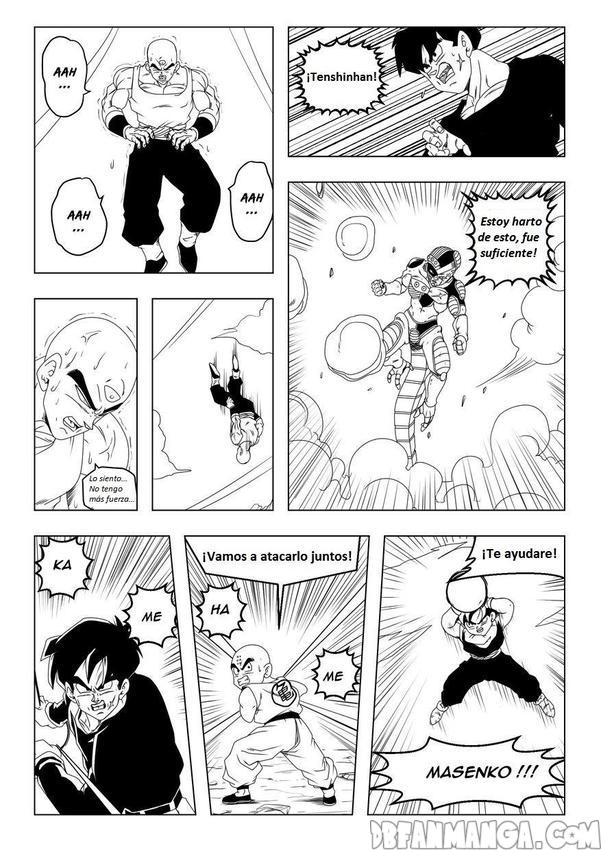 AAH
...
¡Tenshinhan!
AAH
...
AAH
...
Estoy harto
de esto, fue
suficiente!
Lo siento...
No tengo
más fuerza...
KA
ME
¡Vamos a atacarlo juntos!
HA
ME
¡Te ayudare!
MASENKO !!!
DBFANMANGA.COM